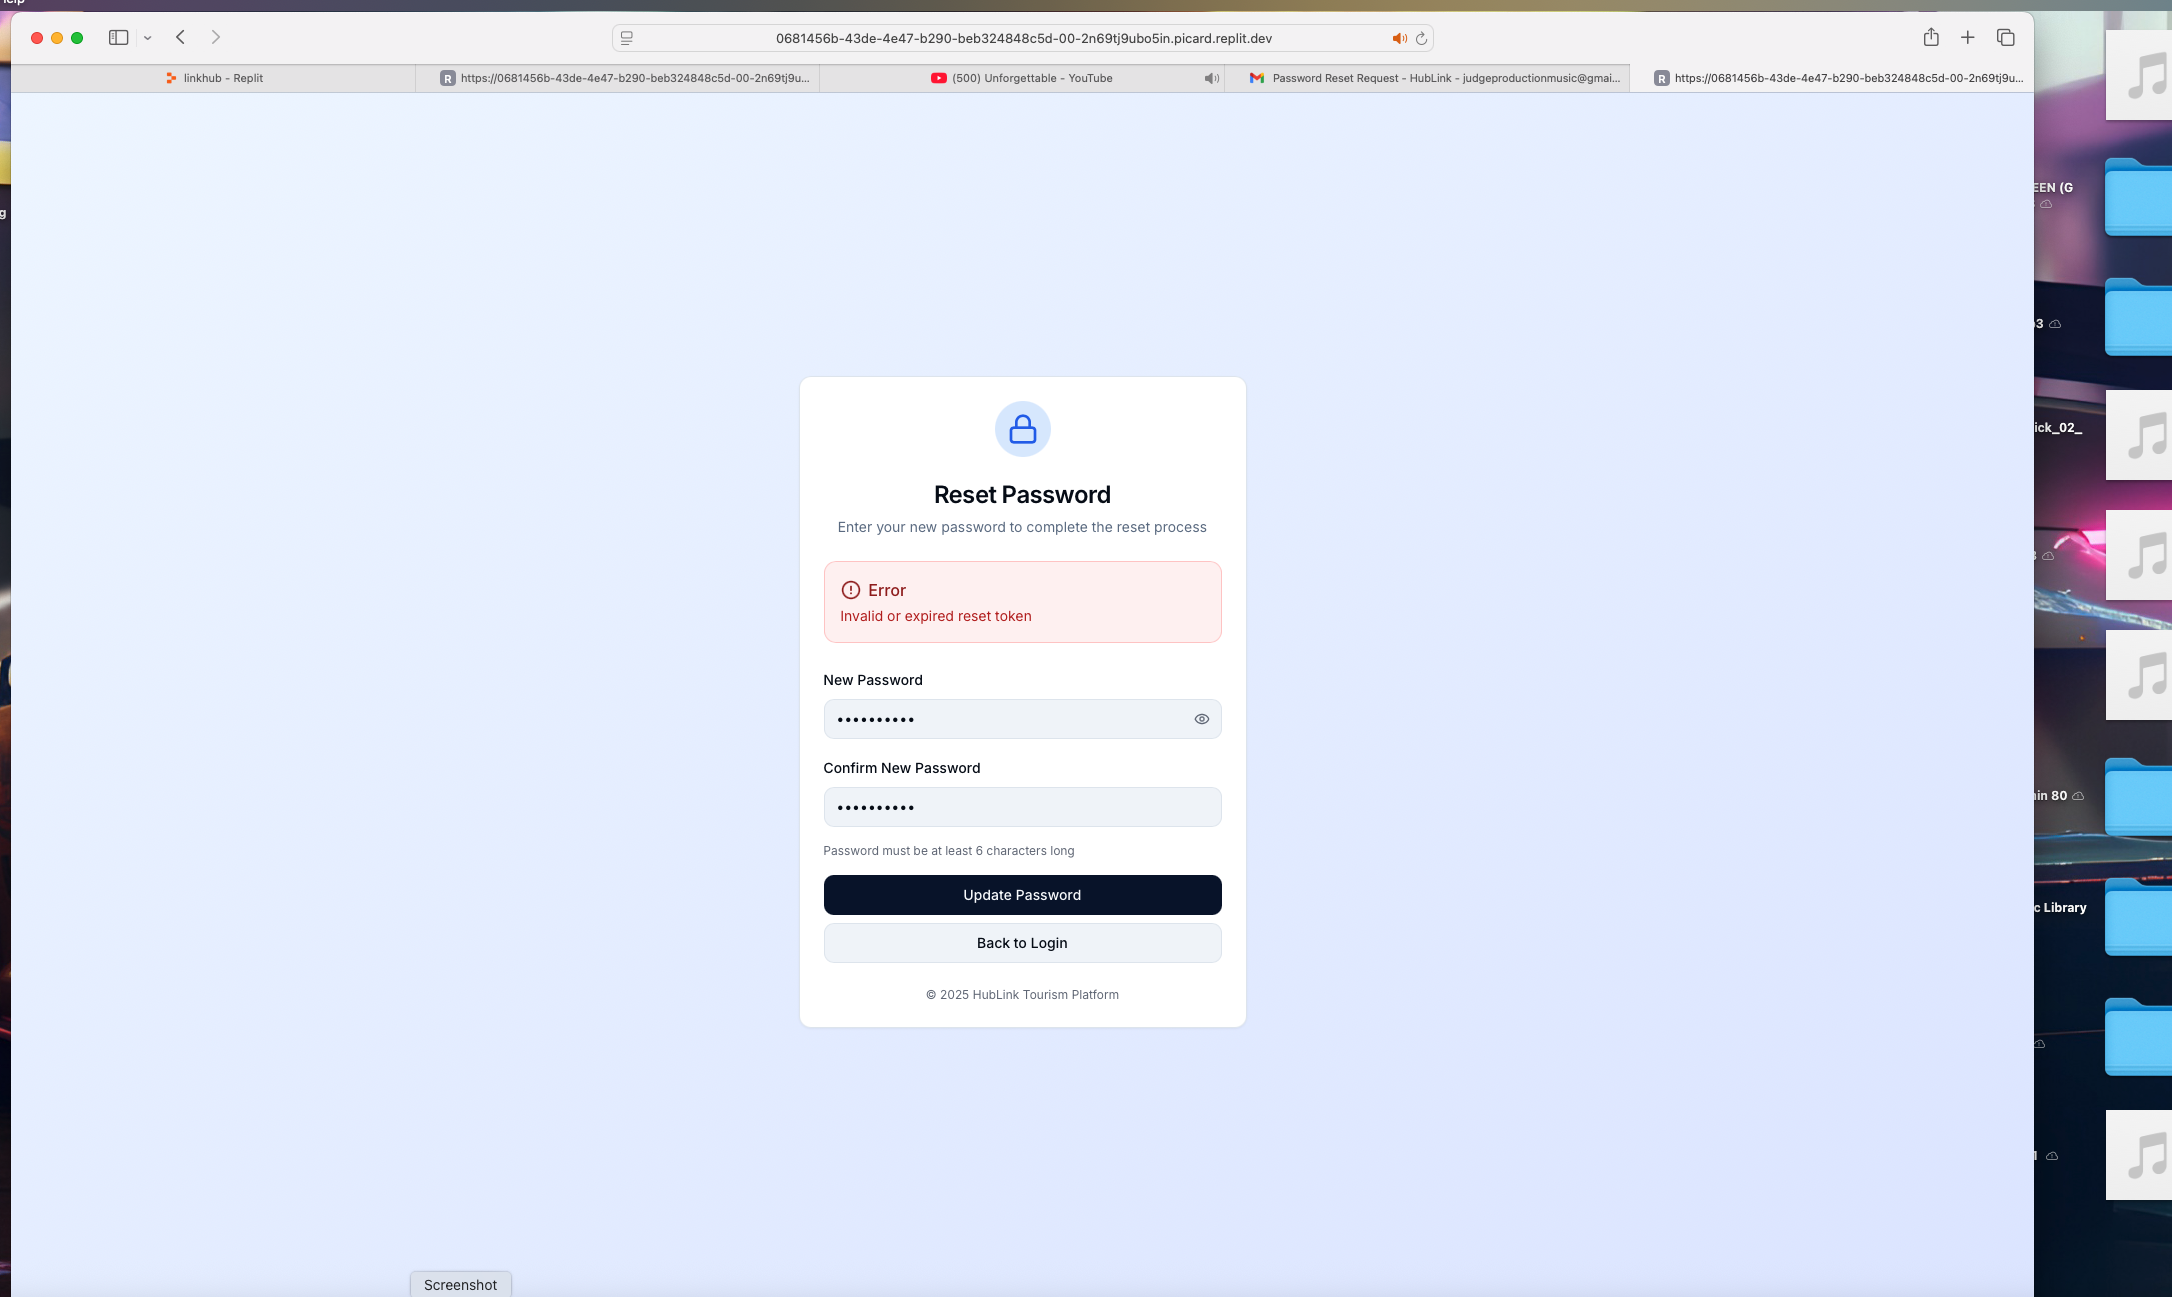 0681456b-43de-4e47-b290-beb324848c5d-00-2n69tj9ubo5in.picard.replit.dev
linkhub - Replit
https://0681456b-43de-4e47-b290-beb324848c5d-00-2n69tj9u...
(500) Unforgettable - YouTube
Password Reset Request - HubLink - judgeproductionmusic@gmai...
https://0681456b-43de-4e47-b290-beb324848c5d-00-2n69tj9u...
Reset Password
Enter your new password to complete the reset process
Error
Invalid or expired reset token
New Password
Confirm New Password
Password must be at least 6 characters long
Update Password
Back to Login
© 2025 HubLink Tourism Platform
EEN (G
ick_02_
80
Library
Screenshot